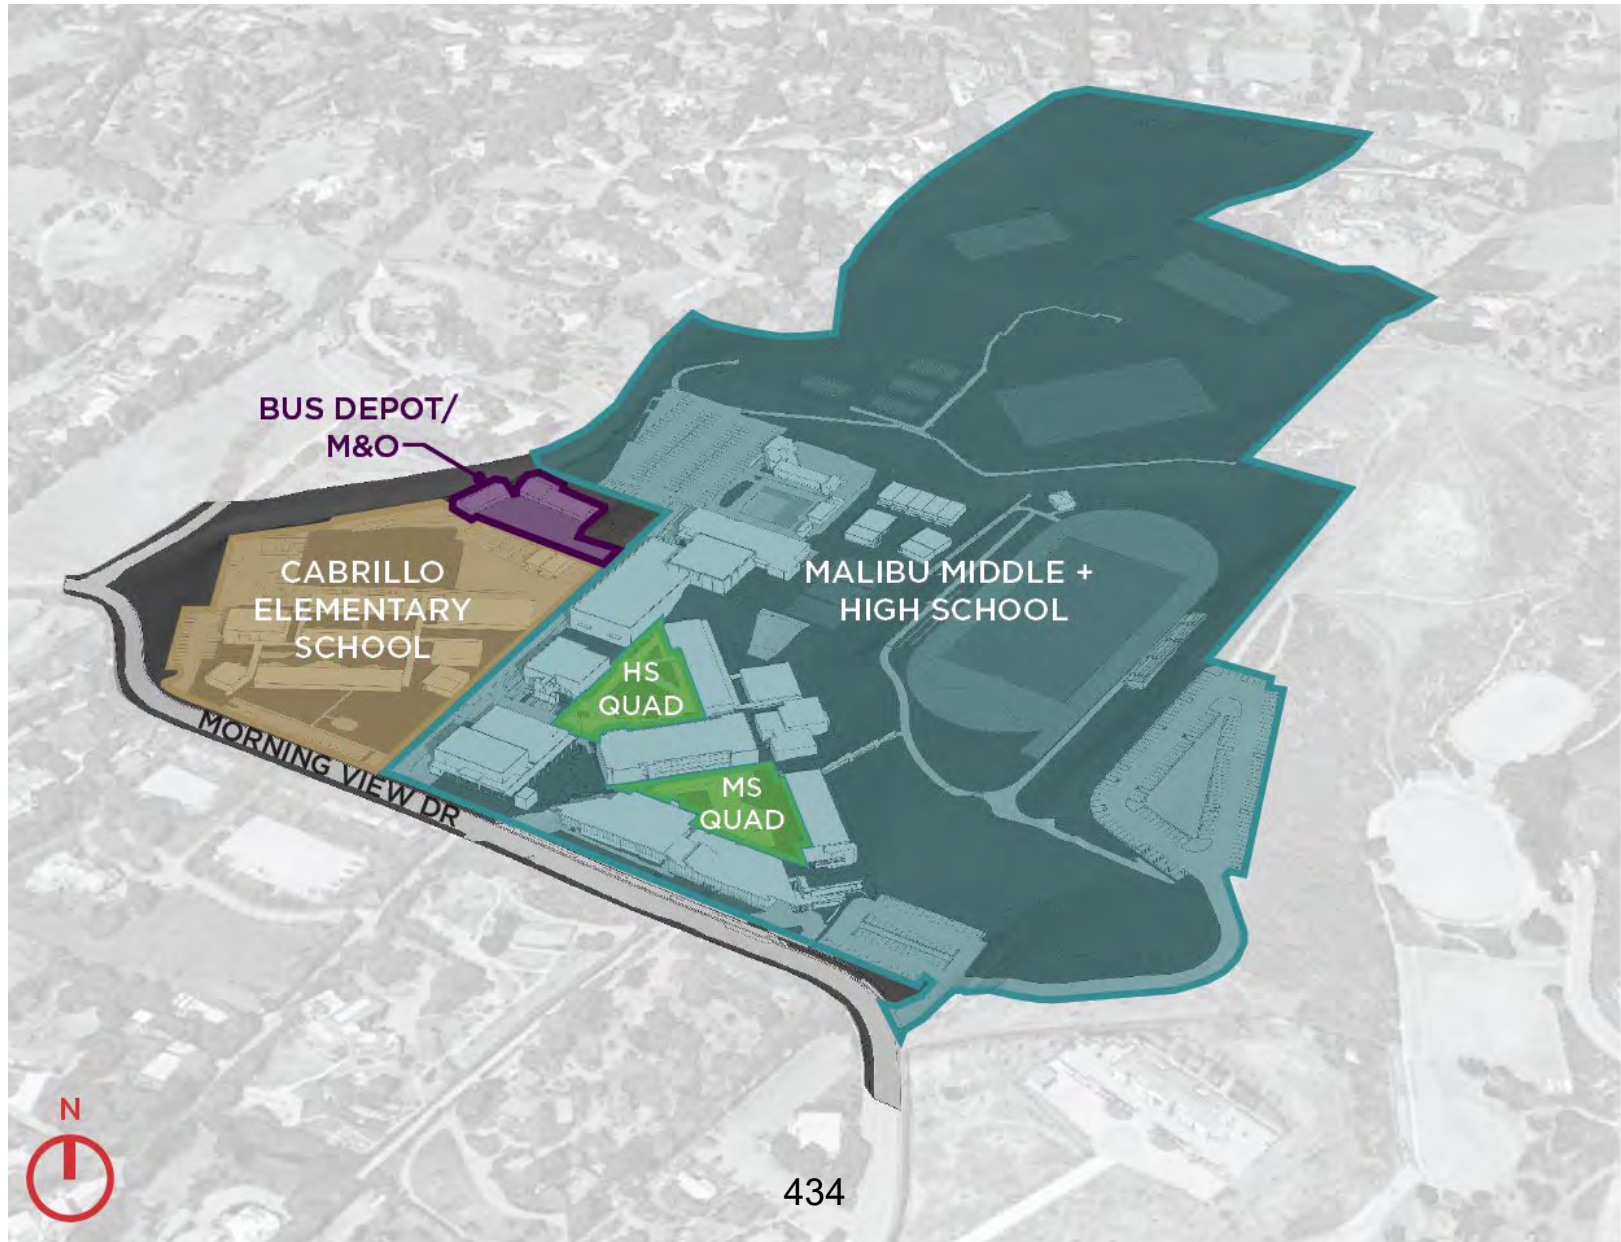 BUS DEPOT/
M&O
CABRILLO
ELEMENTARY
SCHOOL
MALIBU MIDDLE +
HIGH SCHOOL
HS
QUAD
MS
QUAD
MORNING VIEW DR
N
434